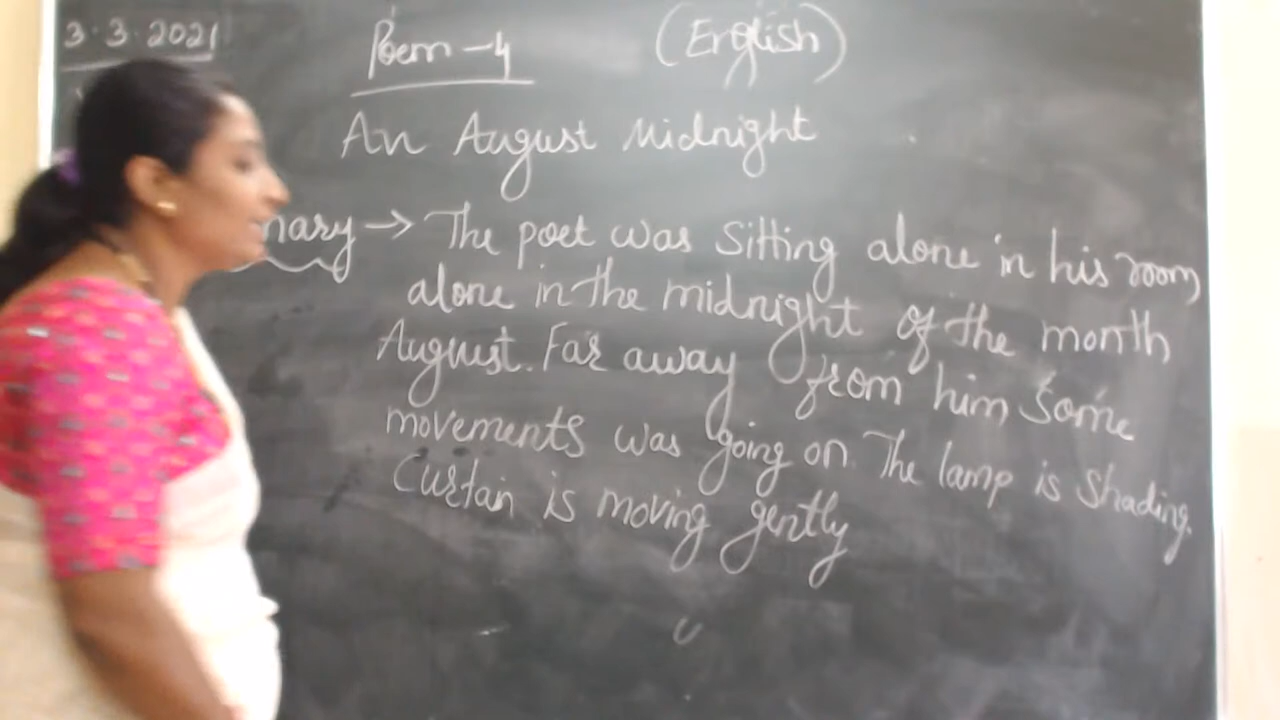 3.3.2021
Poem-4 (English)
An August Midnight
mary → The poet was sitting alone in his room,
alone in the midnight of the month
August. Far away from him some
movements was going on. The lamp is shading.
Curtain is moving gently